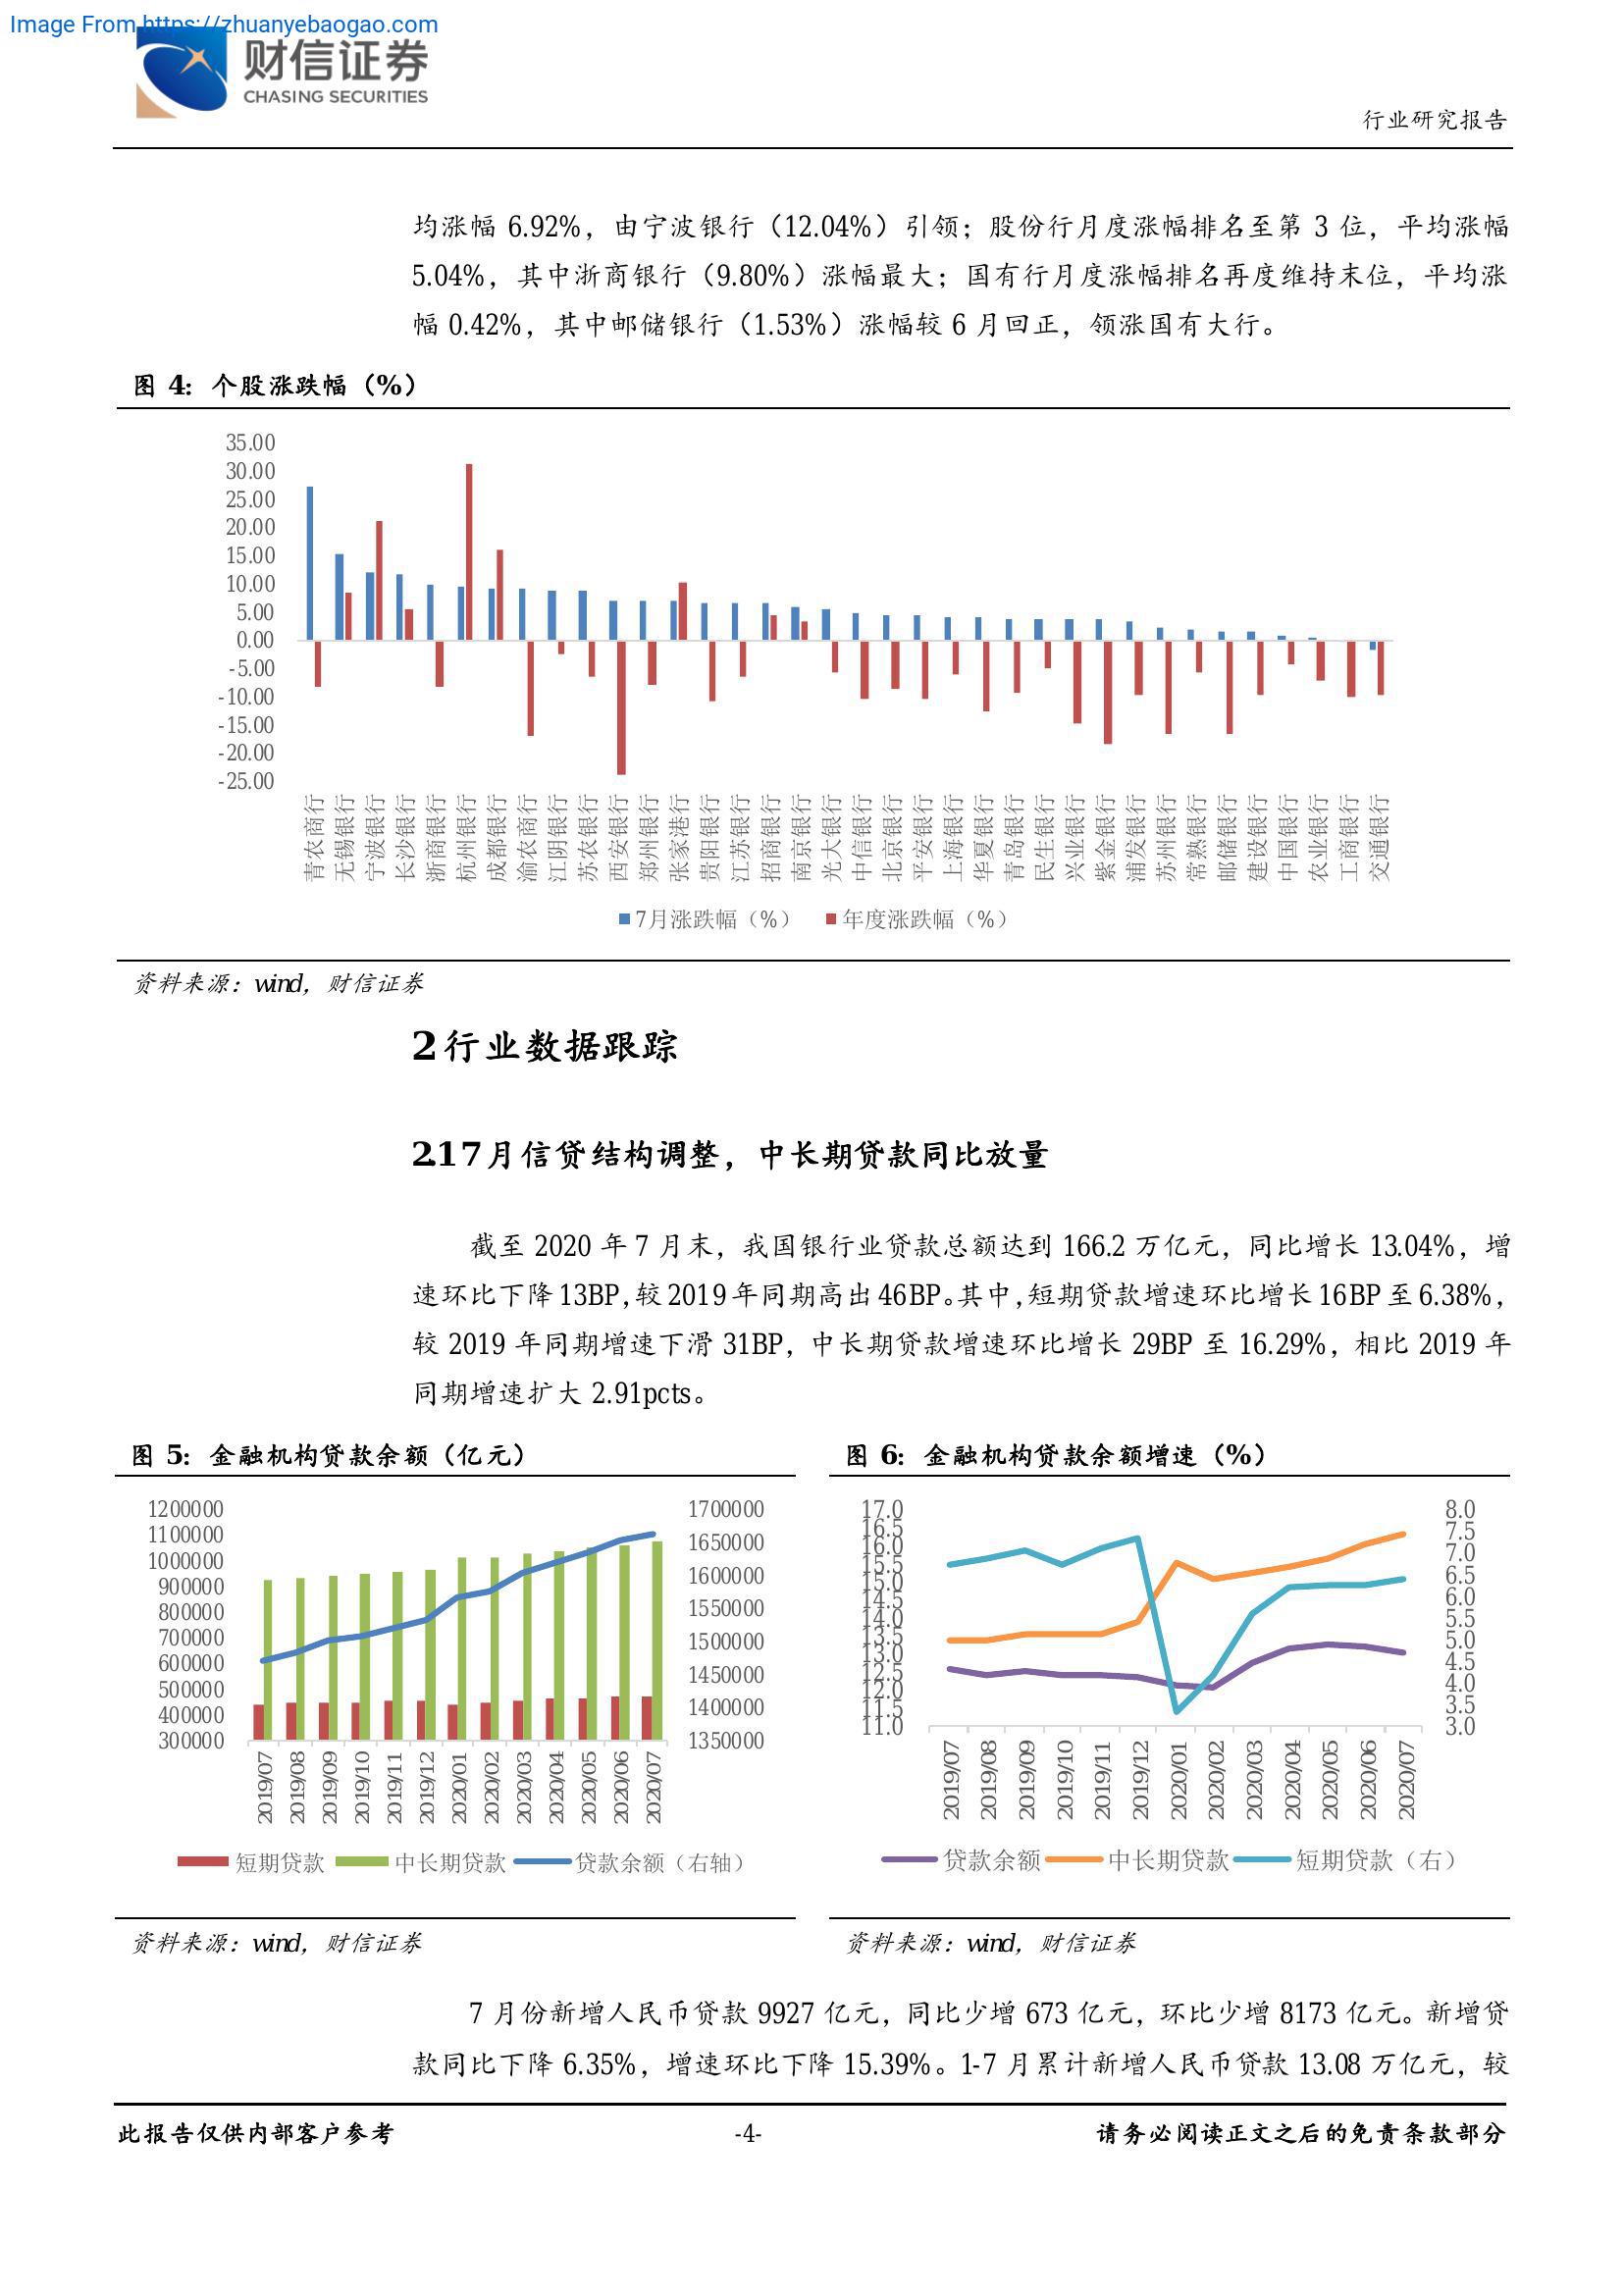 Image From https://zhuanyebaogao.com
财信证券
CHASING SECURITIES
行业研究报告
均涨幅 6.92%，由宁波银行（12.04%）引领；股份行月度涨幅排名至第 3 位，平均涨幅
5.04%，其中浙商银行（9.80%）涨幅最大；国有行月度涨幅排名再度维持末位，平均涨
幅 0.42%，其中邮储银行（1.53%）涨幅较 6 月回正，领涨国有大行。
图 4：个股涨跌幅（%）
35.00
30.00
25.00
20.00
15.00
10.00
5.00
0.00
-5.00
-10.00
-15.00
-20.00
-25.00
青农商行
无锡银行
宁波银行
长沙银行
浙商银行
杭州银行
成都银行
渝农商行
江阴银行
苏农银行
西安银行
郑州银行
张家港行
贵阳银行
江苏银行
招商银行
南京银行
光大银行
中信银行
北京银行
平安银行
上海银行
华夏银行
青岛银行
民生银行
兴业银行
紫金银行
浦发银行
苏州银行
常熟银行
邮储银行
建设银行
中国银行
农业银行
工商银行
交通银行
7月涨跌幅（%） 年度涨跌幅（%）
资料来源：wind，财信证券
2 行业数据跟踪
2.1 7 月信贷结构调整，中长期贷款同比放量
截至 2020 年 7 月末，我国银行业贷款总额达到 166.2 万亿元，同比增长 13.04%，增
速环比下降 13BP，较 2019 年同期高出 46BP。其中，短期贷款增速环比增长 16BP 至 6.38%，
较 2019 年同期增速下滑 31BP，中长期贷款增速环比增长 29BP 至 16.29%，相比 2019 年
同期增速扩大 2.91pcts。
图 5：金融机构贷款余额（亿元）
1200000
1100000
1000000
900000
800000
700000
600000
500000
400000
300000
1700000
1650000
1600000
1550000
1500000
1450000
1400000
1350000
2019/07
2019/08
2019/09
2019/10
2019/11
2019/12
2020/01
2020/02
2020/03
2020/04
2020/05
2020/06
2020/07
短期贷款 中长期贷款 贷款余额（右轴）
资料来源：wind，财信证券
图 6：金融机构贷款余额增速（%）
17.0
16.5
16.0
15.5
15.0
14.5
14.0
13.5
13.0
12.5
12.0
11.5
11.0
8.0
7.5
7.0
6.5
6.0
5.5
5.0
4.5
4.0
3.5
3.0
2019/07
2019/08
2019/09
2019/10
2019/11
2019/12
2020/01
2020/02
2020/03
2020/04
2020/05
2020/06
2020/07
贷款余额 中长期贷款 短期贷款（右）
资料来源：wind，财信证券
7 月份新增人民币贷款 9927 亿元，同比少增 673 亿元，环比少增 8173 亿元。新增贷
款同比下降 6.35%，增速环比下降 15.39%。1-7 月累计新增人民币贷款 13.08 万亿元，较
此报告仅供内部客户参考
-4-
请务必阅读正文之后的免责条款部分